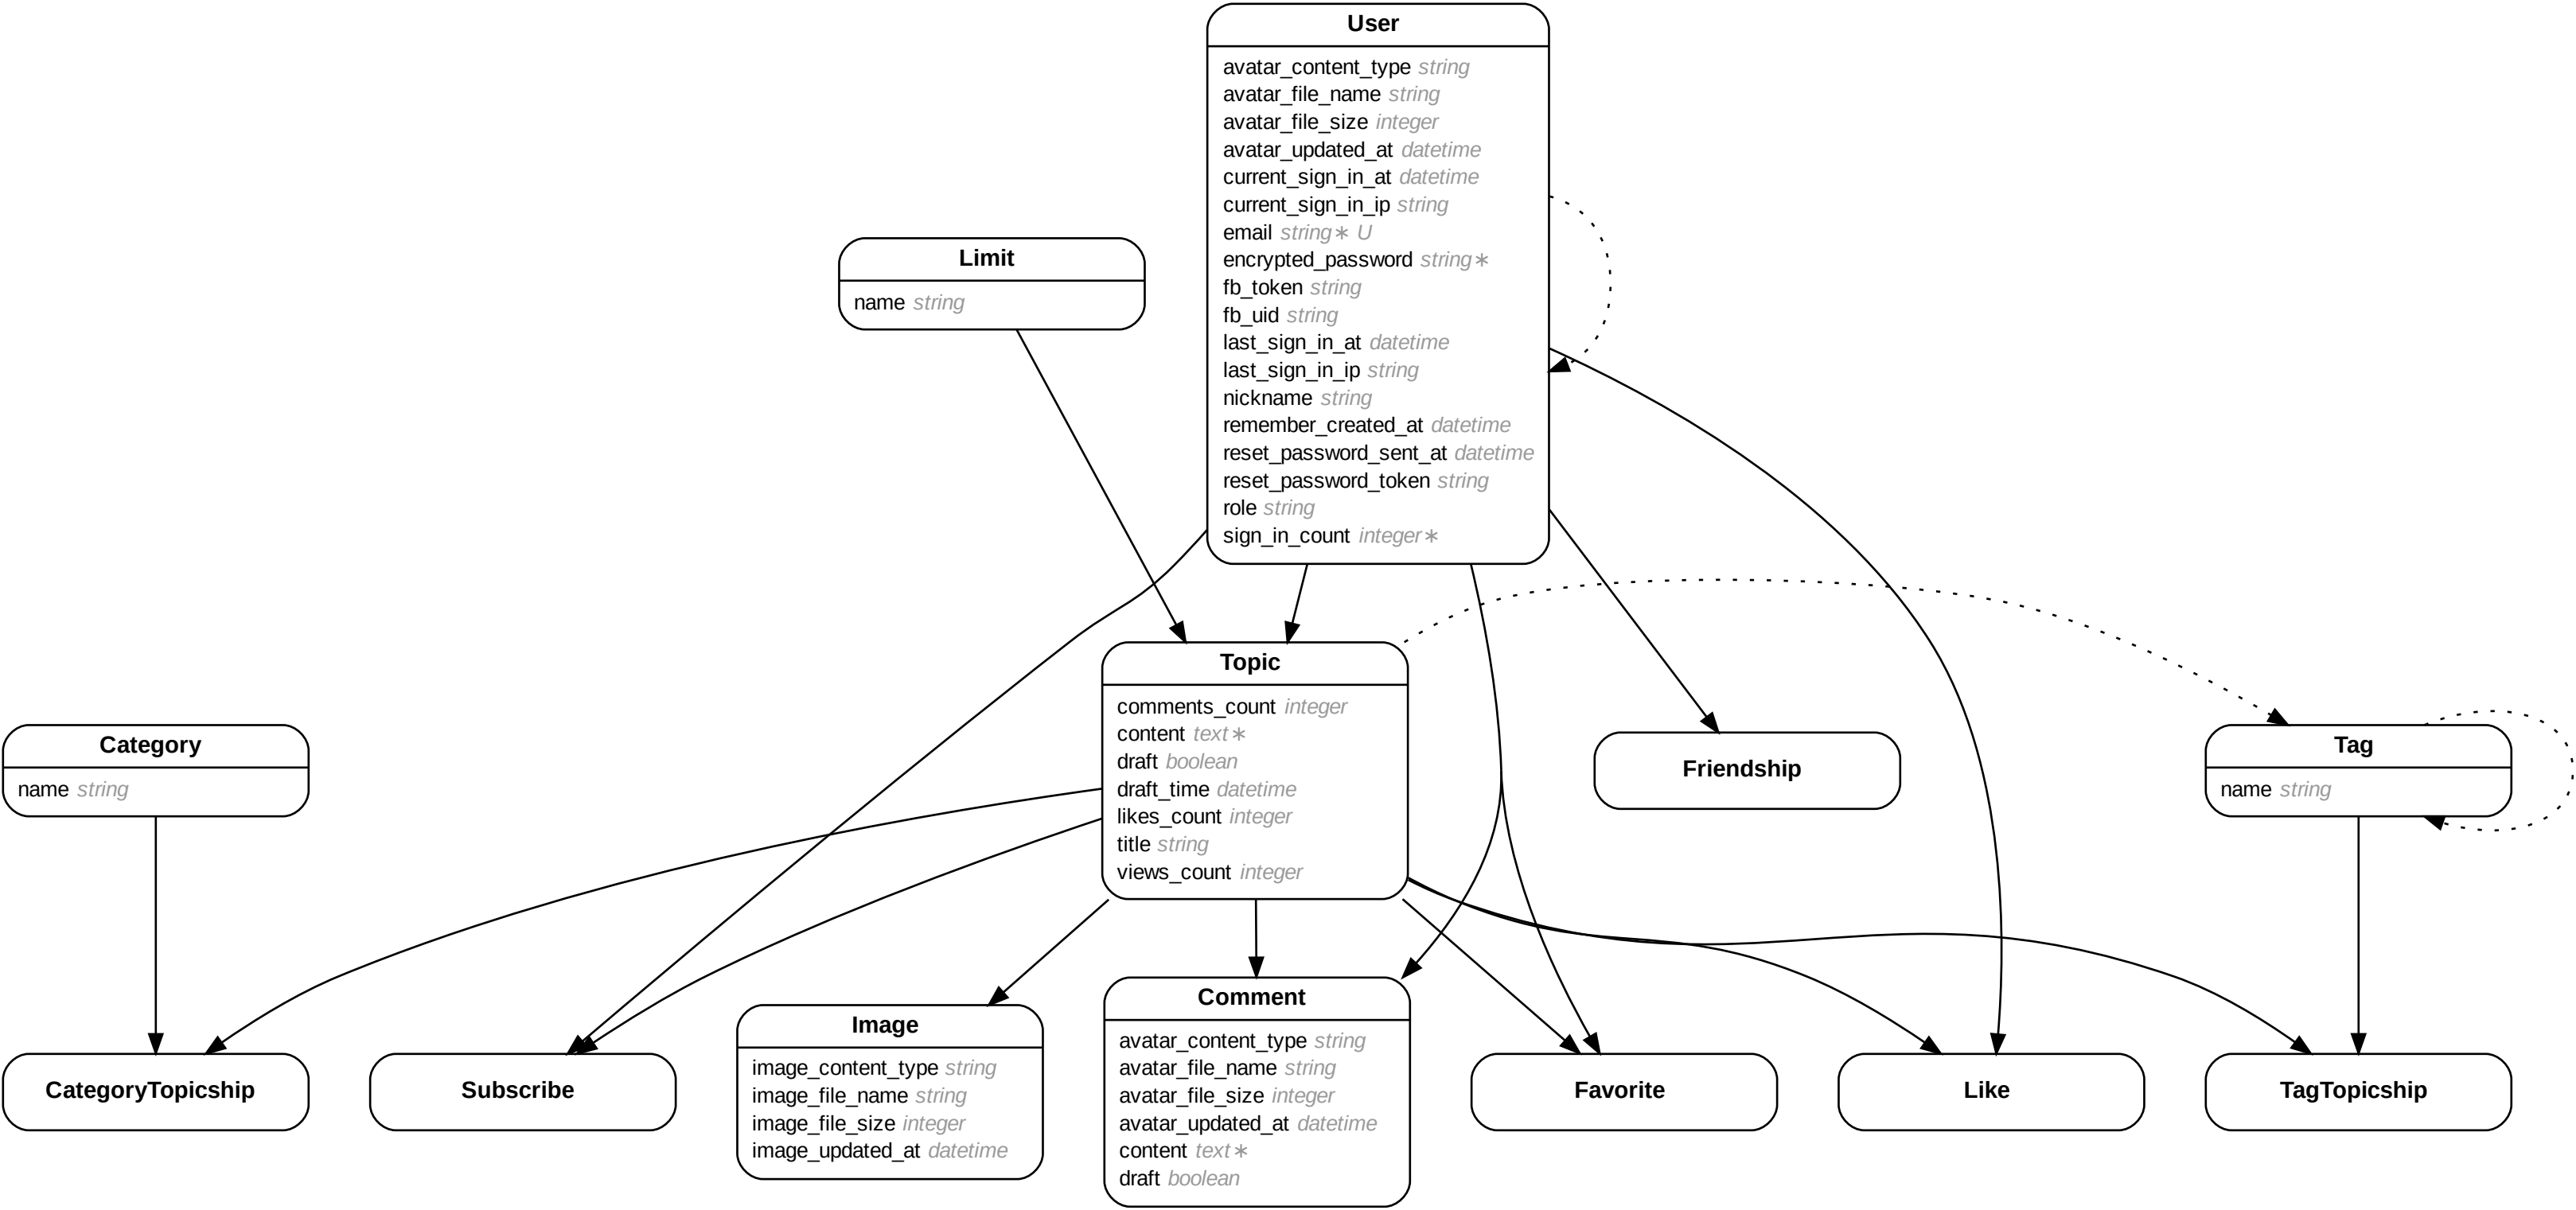 User
avatar_content_type string
avatar_file_name string
avatar_file_size integer
avatar_updated_at datetime
current_sign_in_at datetime
current_sign_in_ip string
email string∗ U
encrypted_password string∗
fb_token string
fb_uid string
last_sign_in_at datetime
last_sign_in_ip string
nickname string
remember_created_at datetime
reset_password_sent_at datetime
reset_password_token string
role string
sign_in_count integer∗
Limit
name string
Topic
comments_count integer
content text∗
draft boolean
draft_time datetime
likes_count integer
title string
views_count integer
Category
name string
Friendship
Tag
name string
CategoryTopicship
Subscribe
Image
image_content_type string
image_file_name string
image_file_size integer
image_updated_at datetime
Comment
avatar_content_type string
avatar_file_name string
avatar_file_size integer
avatar_updated_at datetime
content text∗
draft boolean
Favorite
Like
TagTopicship